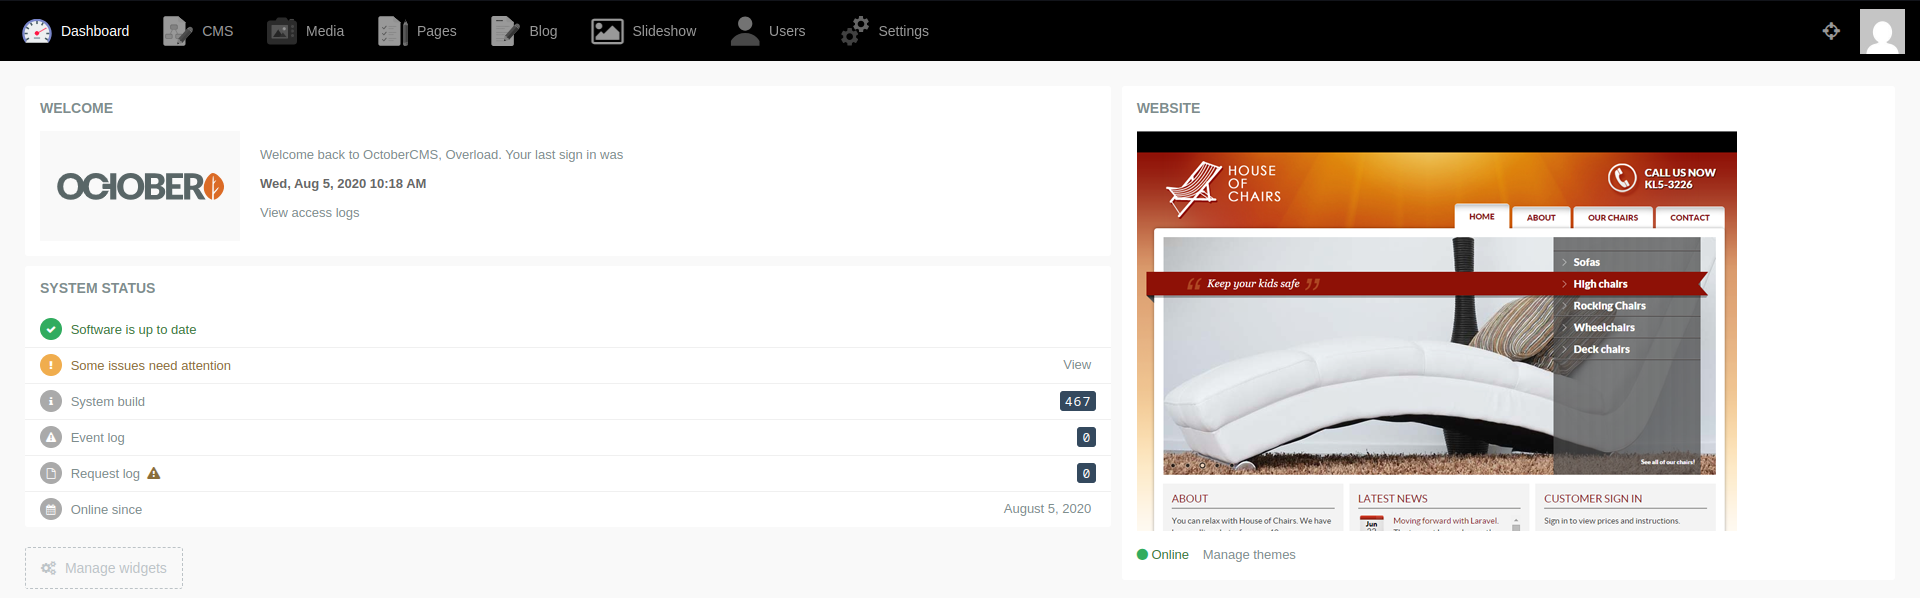 Dashboard
CMS
Media
Pages
Blog
Slideshow
Users
Settings
WELCOME
OCTOBER
Welcome back to OctoberCMS, Overload. Your last sign in was
Wed, Aug 5, 2020 10:18 AM
View access logs
SYSTEM STATUS
Software is up to date
Some issues need attention
View
System build
467
Event log
0
Request log
0
Online since
August 5, 2020
Manage widgets
WEBSITE
HOUSE
OF
CHAIRS
CALL US NOW
KL5-3226
HOME
ABOUT
OUR CHAIRS
CONTACT
“ Keep your kids safe ”
Sofas
High chairs
Rocking Chairs
Wheelchairs
Deck chairs
See all of our chairs!
ABOUT
You can relax with House of Chairs. We have
LATEST NEWS
Jun
Moving forward with Laravel.
CUSTOMER SIGN IN
Sign in to view prices and instructions.
Online
Manage themes